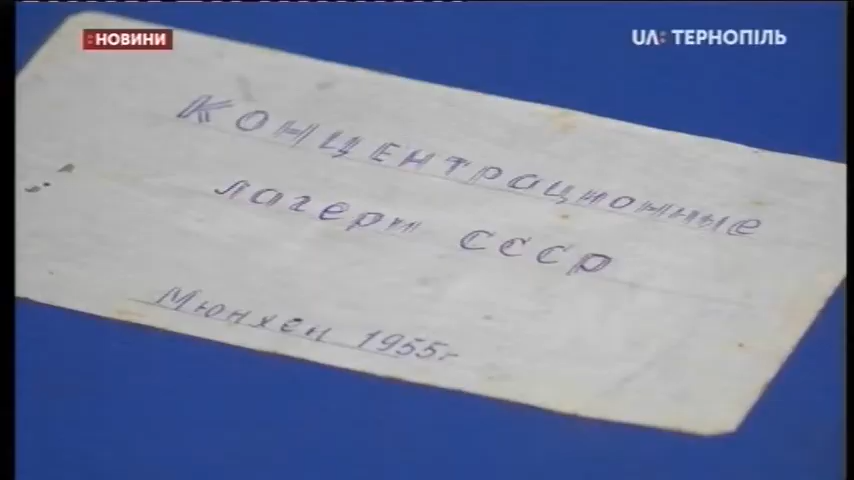 НОВИНИ
UA: ТЕРНОПІЛЬ
Концентрационные
лагери СССР
Мюнхен 1955г